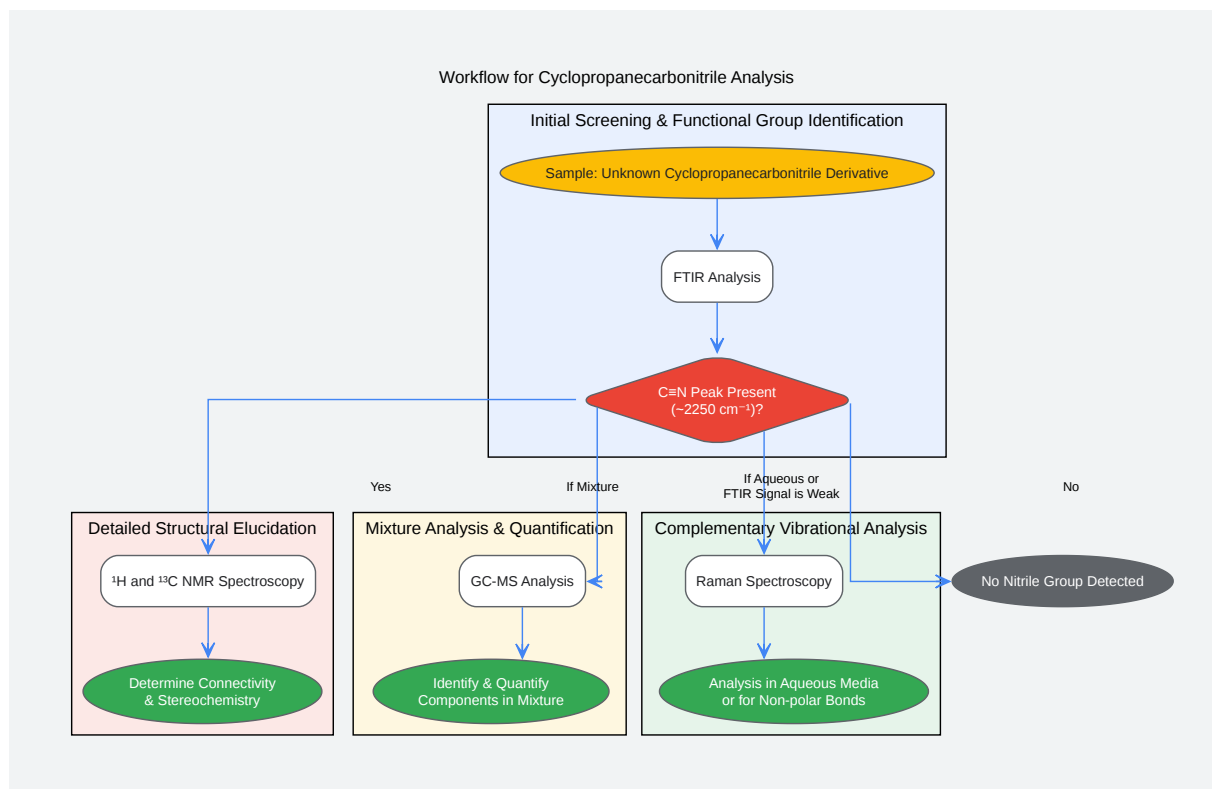 Workflow for Cyclopropanecarbonitrile Analysis
Initial Screening & Functional Group Identification
Sample: Unknown Cyclopropanecarbonitrile Derivative
FTIR Analysis
C≡N Peak Present
(~2250 cm⁻¹)?
Yes
If Mixture
If Aqueous or
FTIR Signal is Weak
No
Detailed Structural Elucidation
Mixture Analysis & Quantification
Complementary Vibrational Analysis
¹H and ¹³C NMR Spectroscopy
GC-MS Analysis
Raman Spectroscopy
No Nitrile Group Detected
Determine Connectivity
& Stereochemistry
Identify & Quantify
Components in Mixture
Analysis in Aqueous Media
or for Non-polar Bonds